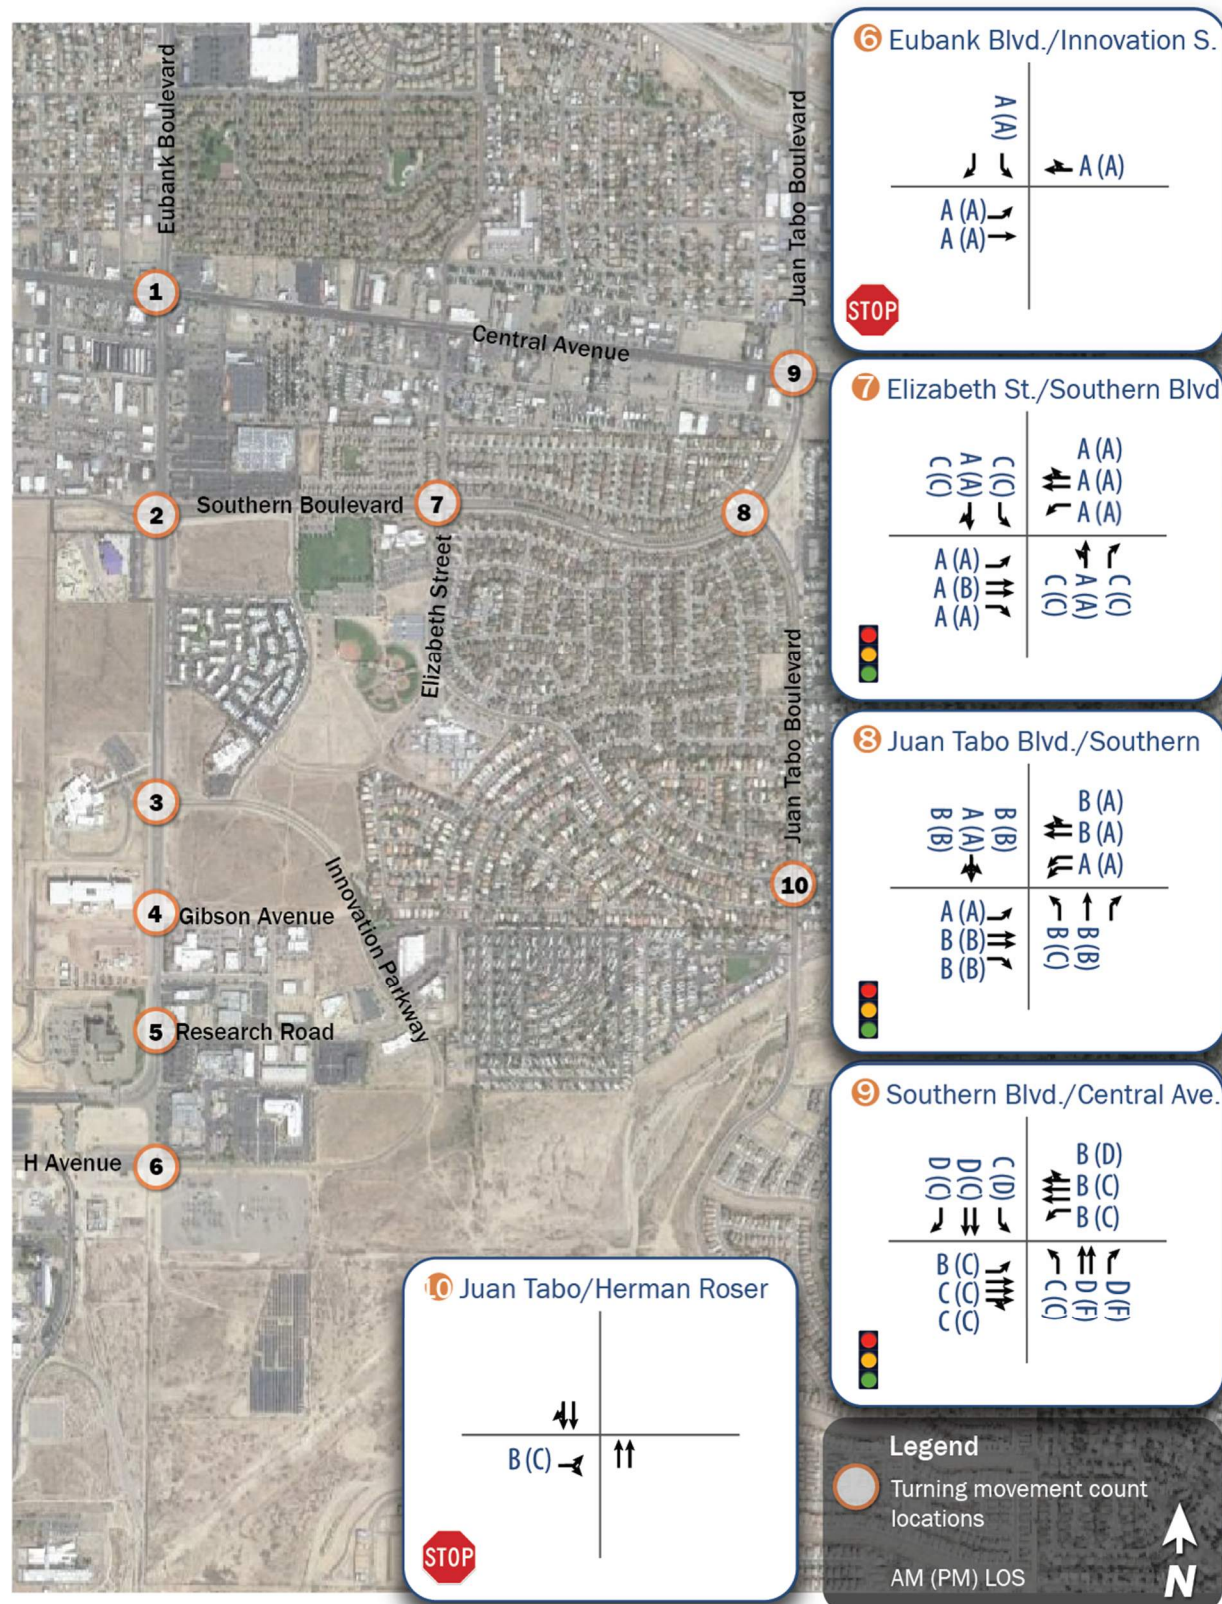 Eubank Boulevard
Juan Tabo Boulevard
1
Central Avenue
9
2
Southern Boulevard
7
8
Elizabeth Street
Juan Tabo Boulevard
3
10
4
Gibson Avenue
Innovation Parkway
5
Research Road
H Avenue
6
6 Eubank Blvd./Innovation S.
A (A)
A (A)
A (A)
A (A)
STOP
7 Elizabeth St./Southern Blvd
C (C)
A (A)
C (C)
A (A)
A (A)
A (A)
A (A)
A (B)
A (A)
C (C)
A (A)
C (C)
8 Juan Tabo Blvd./Southern
B (B)
A (A)
B (B)
B (A)
B (A)
A (A)
A (A)
B (B)
B (B)
B (C)
B (B)
9 Southern Blvd./Central Ave.
D (C)
D (C)
C (D)
B (D)
B (C)
B (C)
B (C)
C (C)
C (C)
C (C)
D (F)
D (F)
10 Juan Tabo/Herman Roser
B (C)
STOP
Legend
Turning movement count
locations
AM (PM) LOS
N